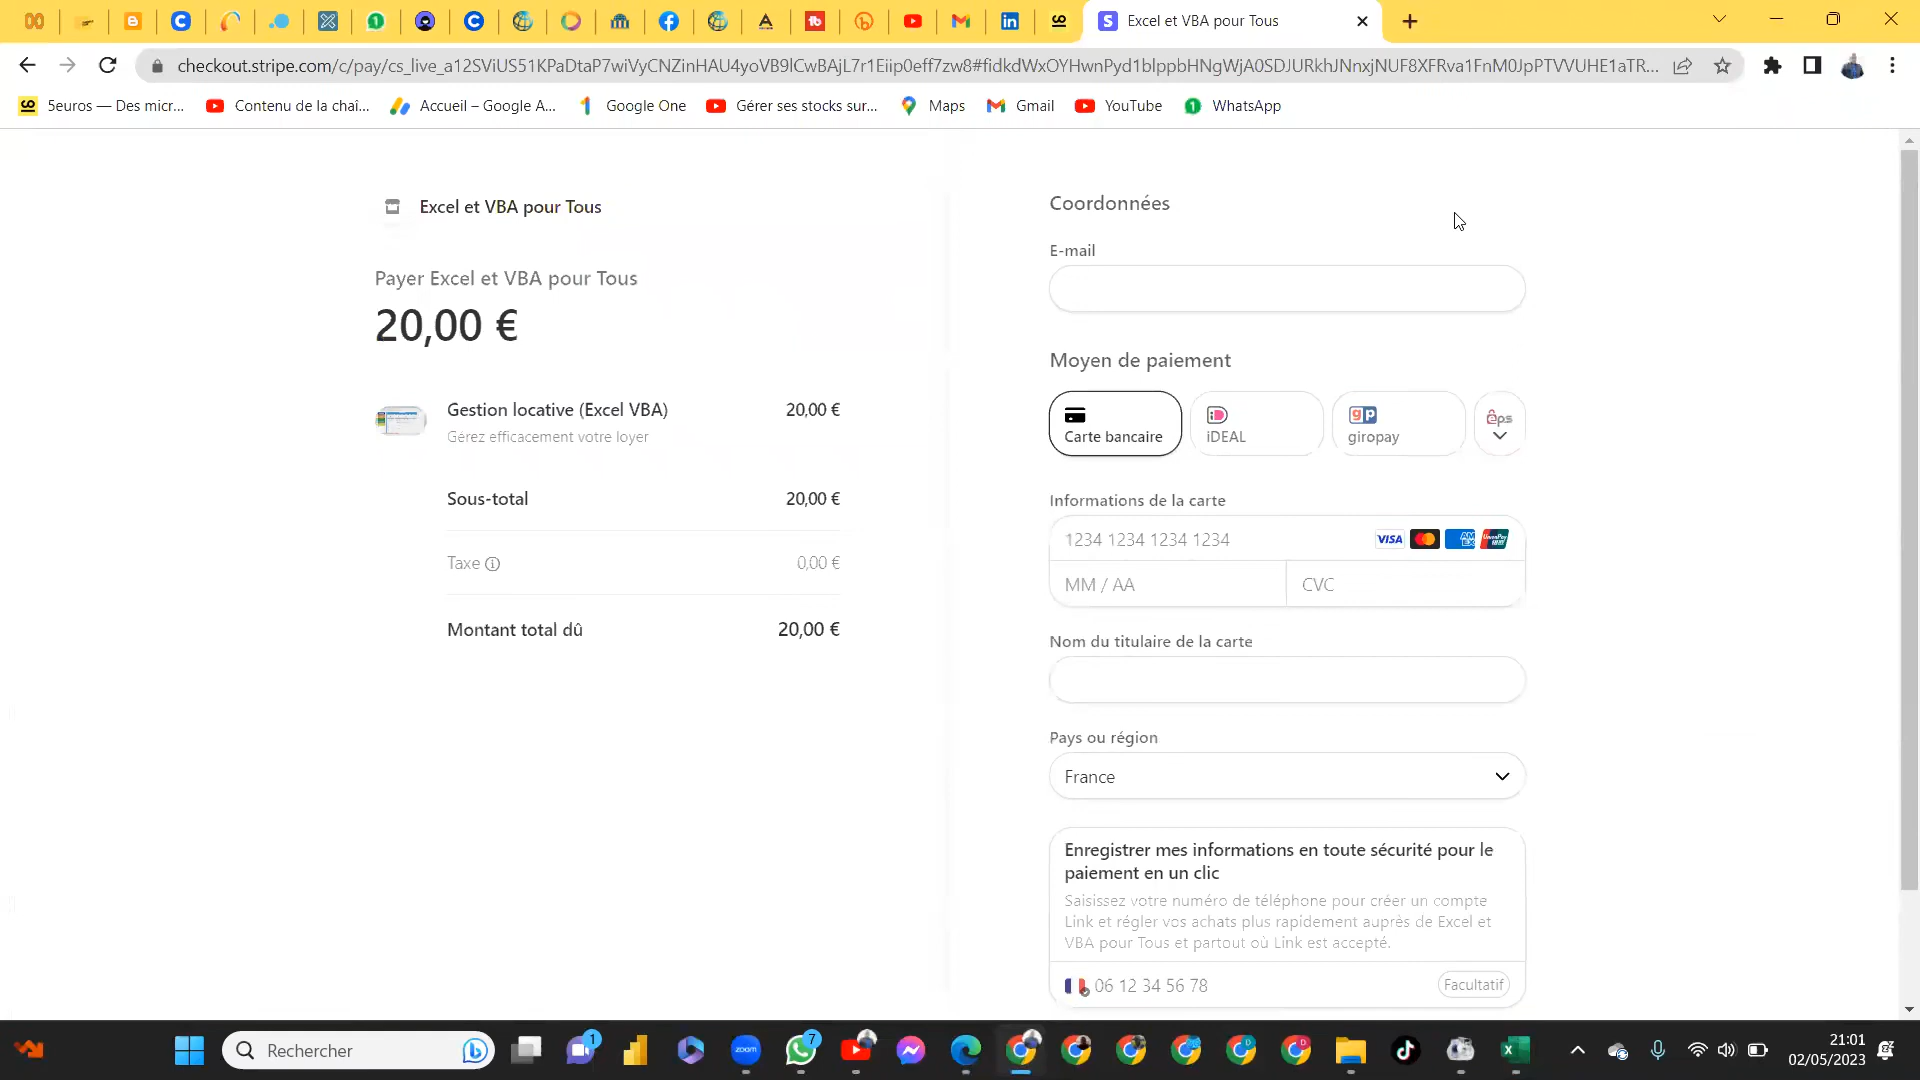 Excel et VBA pour Tous
checkout.stripe.com/c/pay/cs_live_a12SViUS51KPaDtaP7wiVyCNZinHAU4yoVB9lCwBAjL7r1Eiip0eff7zw8#fidkdWxOYHwnPyd1blppbHNgWjA0SDJURkhJNnxjNUF8XFRva1FnM0JpPTVVUHE1aTR...
5euros — Des micr...
Contenu de la chai...
Accueil – Google A...
Google One
Gérer ses stocks sur...
Maps
Gmail
YouTube
WhatsApp
Excel et VBA pour Tous
Payer Excel et VBA pour Tous
20,00 €
Gestion locative (Excel VBA) 20,00 €
Gérez efficacement votre loyer
Sous-total 20,00 €
Taxe 0,00 €
Montant total dû 20,00 €
Coordonnées
E-mail
Moyen de paiement
Carte bancaire
iDEAL
giropay
eps
Informations de la carte
1234 1234 1234 1234
VISA
MM / AA
CVC
Nom du titulaire de la carte
Pays ou région
France
Enregistrer mes informations en toute sécurité pour le
paiement en un clic
Saisissez votre numéro de téléphone pour créer un compte
Link et régler vos achats plus rapidement auprès de Excel et
VBA pour Tous et partout où Link est accepté.
06 12 34 56 78
Facultatif
Rechercher
1
zoom
7
21:01
02/05/2023